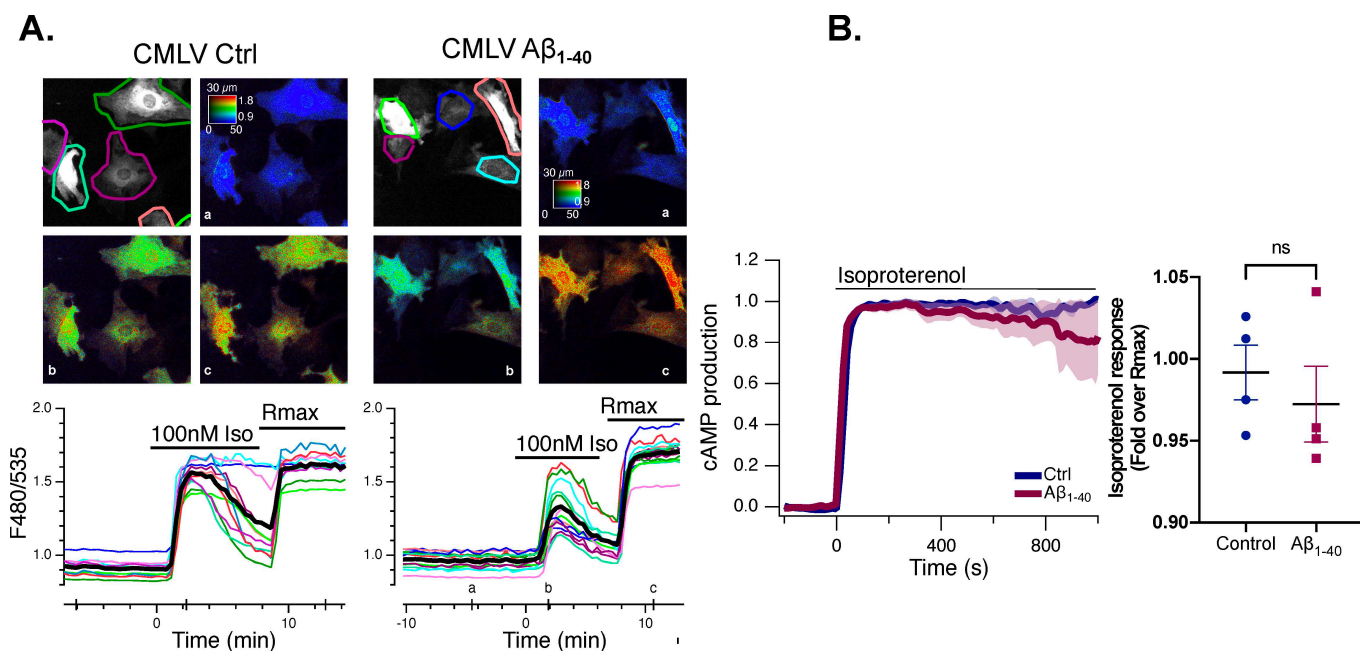 A.
B.
CMLV Ctrl
CMLV Aβ1-40
30 µm
1.8
0.9
0 50
a
30 µm
1.8
0.9
0 50
a
b
c
b
c
2.0
1.5
1.0
F480/535
100nM Iso
Rmax
0 10
Time (min)
2.0
1.5
1.0
100nM Iso
Rmax
a b c
-10 0 10
Time (min)
1.2
1.0
0.8
0.6
0.4
0.2
0.0
cAMP production
Isoproterenol
Ctrl
Aβ1-40
0 400 800
Time (s)
Isoproterenol response
(Fold over Rmax)
ns
1.05
1.00
0.95
0.90
Control Aβ1-40